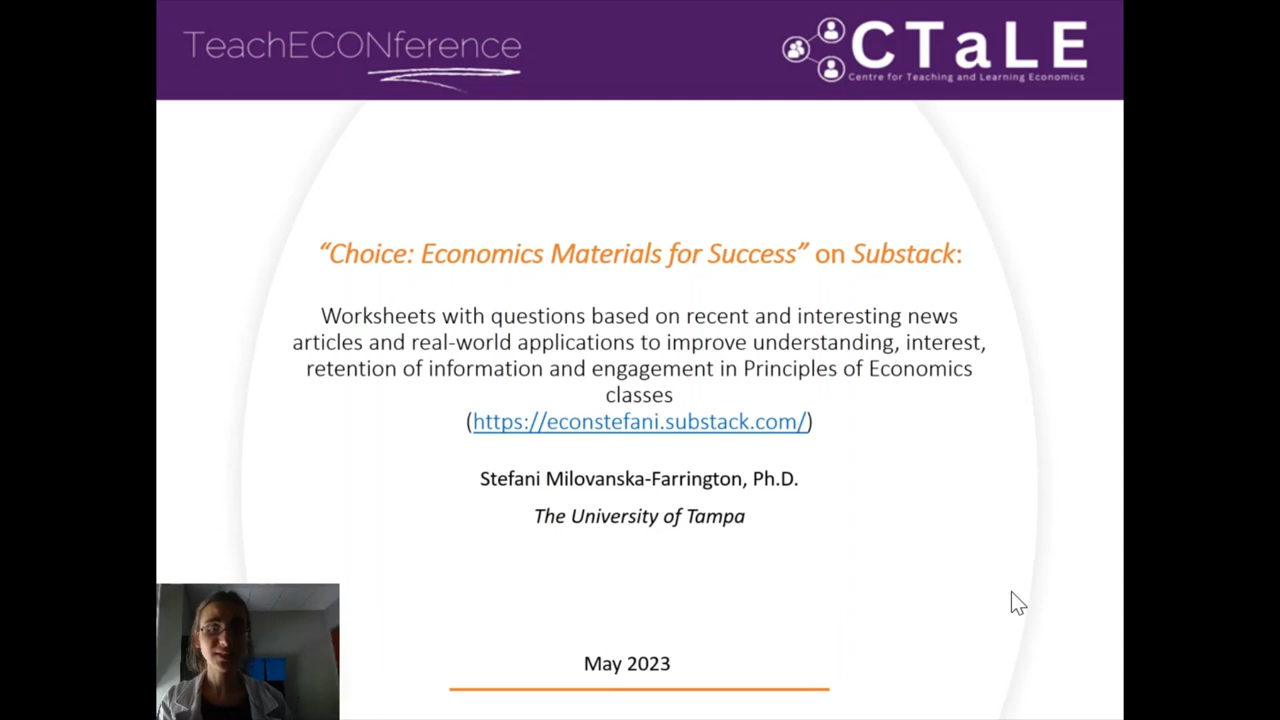 TeachECONference
CTaLE
Centre for Teaching and Learning Economics
“Choice: Economics Materials for Success” on Substack:
Worksheets with questions based on recent and interesting news
articles and real-world applications to improve understanding, interest,
retention of information and engagement in Principles of Economics
classes
(https://econstefani.substack.com/)
Stefani Milovanska-Farrington, Ph.D.
The University of Tampa
May 2023